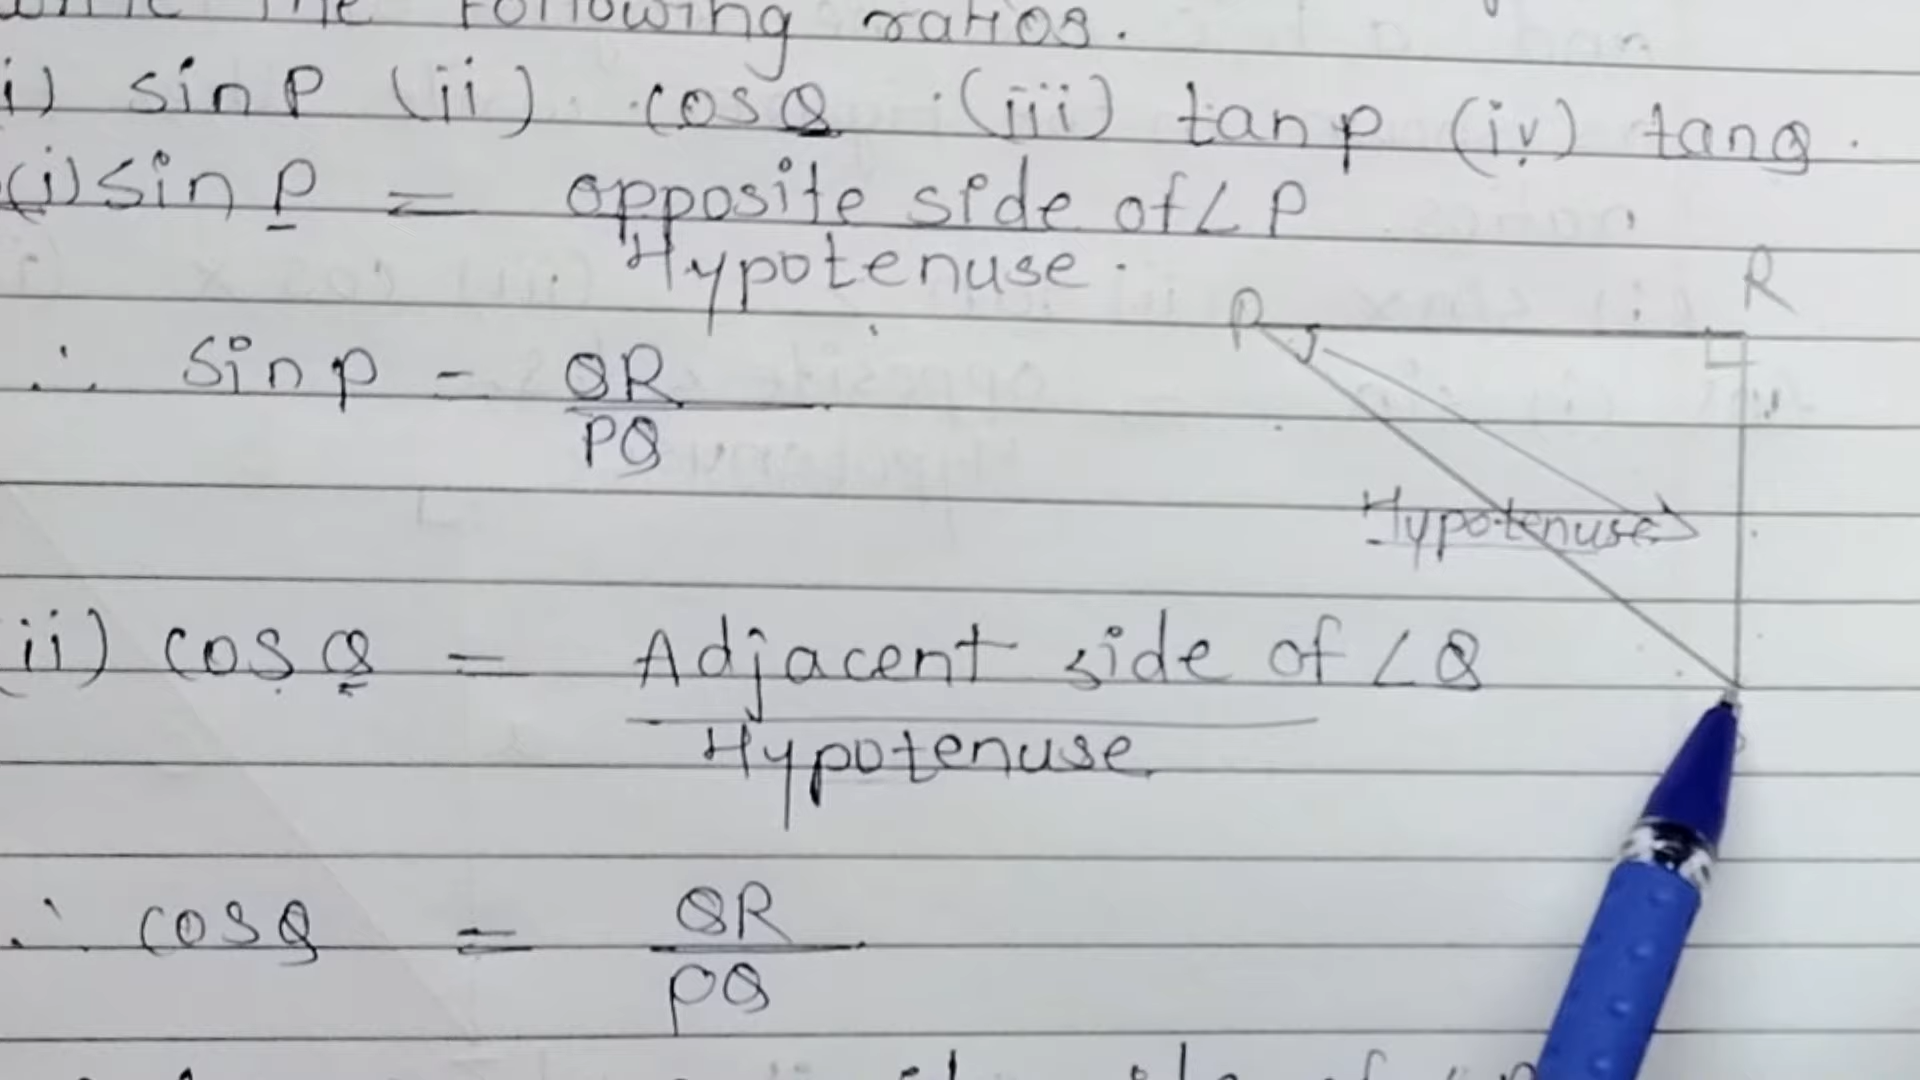 the following ratios.
i) sin P (ii) cos Q (iii) tan P (iv) tan Q.
(i) sin P = opposite side of ∠P
Hypotenuse.
R
P
∴ sin P = QR
PQ
Hypotenuse
ii) cos Q = Adjacent side of ∠Q
Hypotenuse
∴ cos Q = QR
PQ